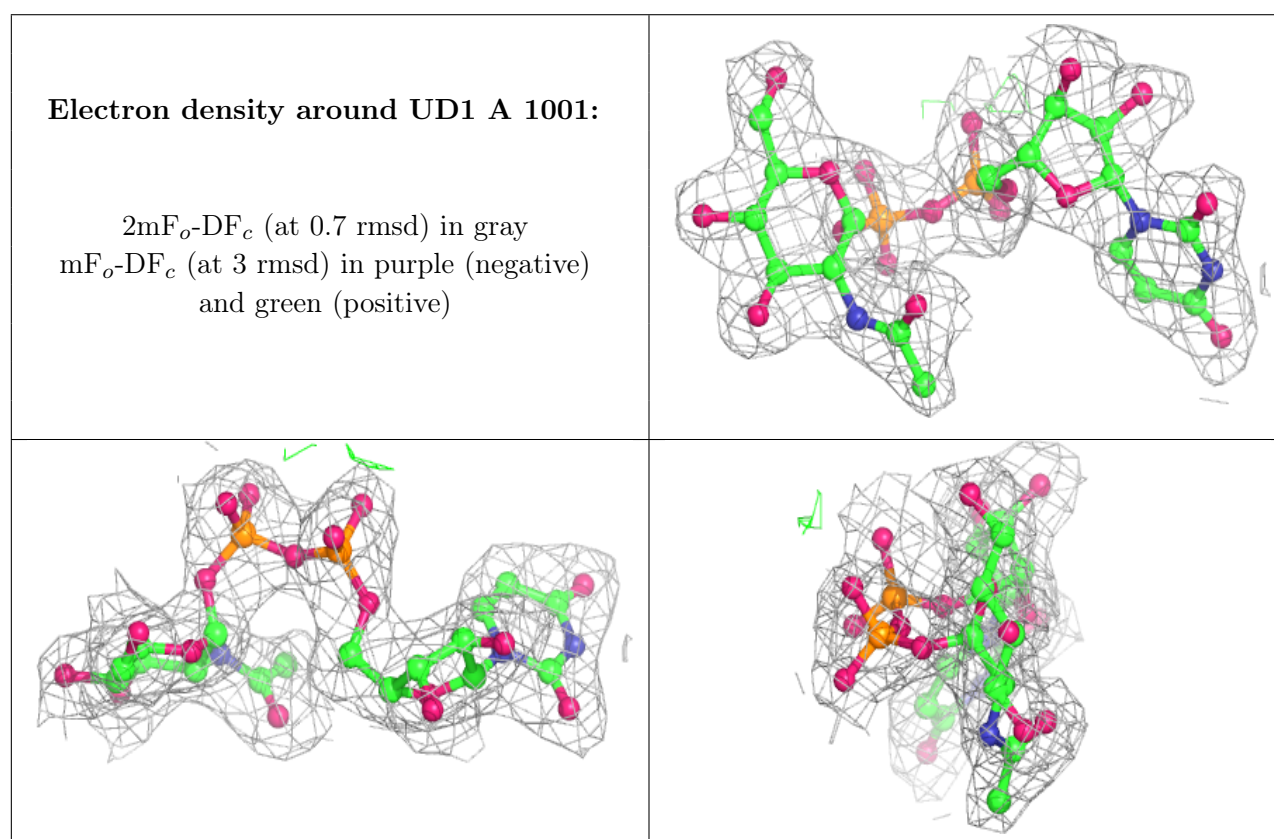 Electron density around UD1 A 1001:
2mFo-DFc (at 0.7 rmsd) in gray
mFo-DFc (at 3 rmsd) in purple (negative)
and green (positive)